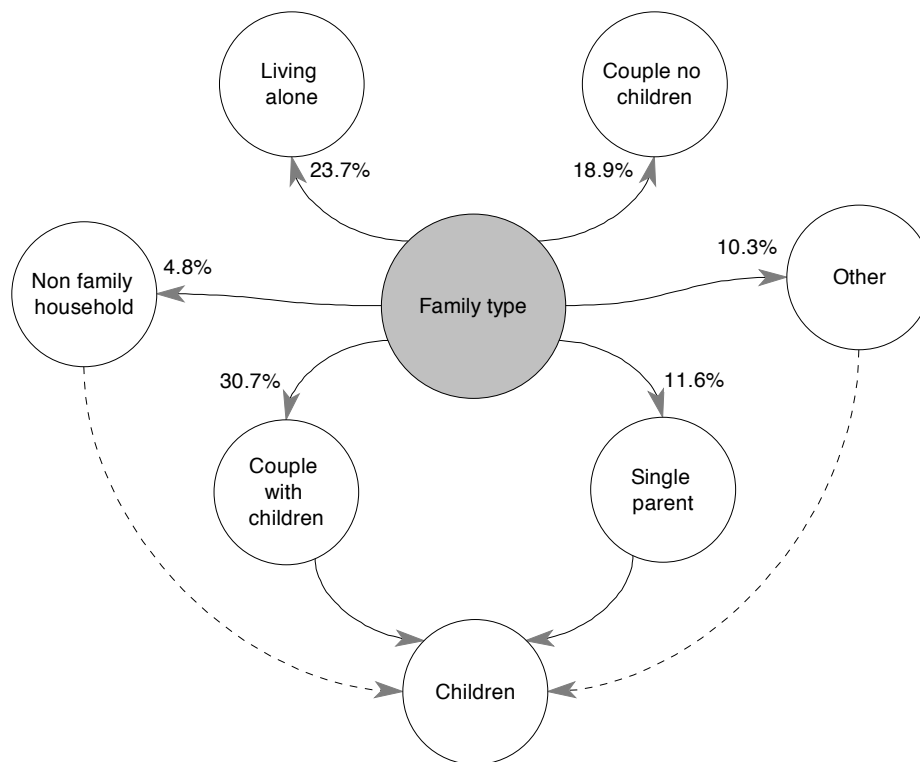 Living
alone
Couple no
children
23.7%
18.9%
Non family
household
4.8%
Family type
10.3%
Other
30.7%
11.6%
Couple
with
children
Single
parent
Children